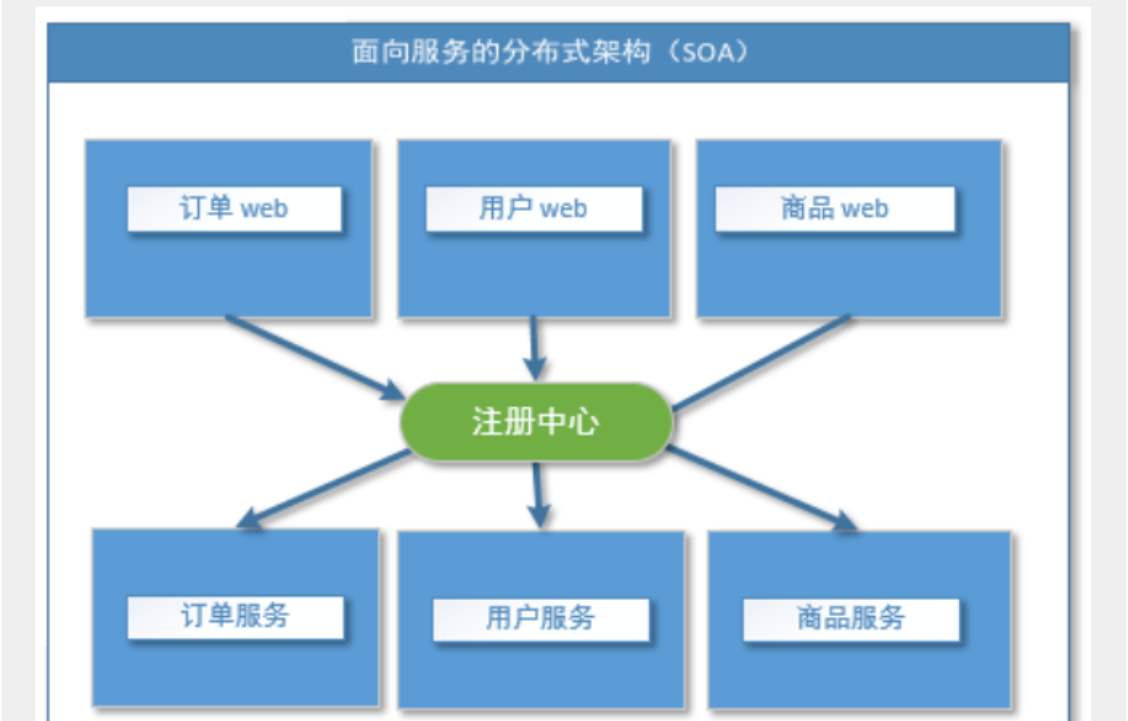 面向服务的分布式架构（SOA）
订单 web
用户 web
商品 web
注册中心
订单服务
用户服务
商品服务